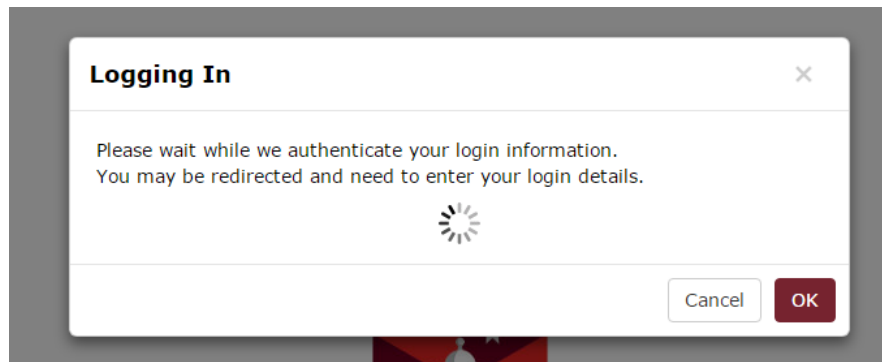 Logging In
Please wait while we authenticate your login information.
You may be redirected and need to enter your login details.
Cancel
OK